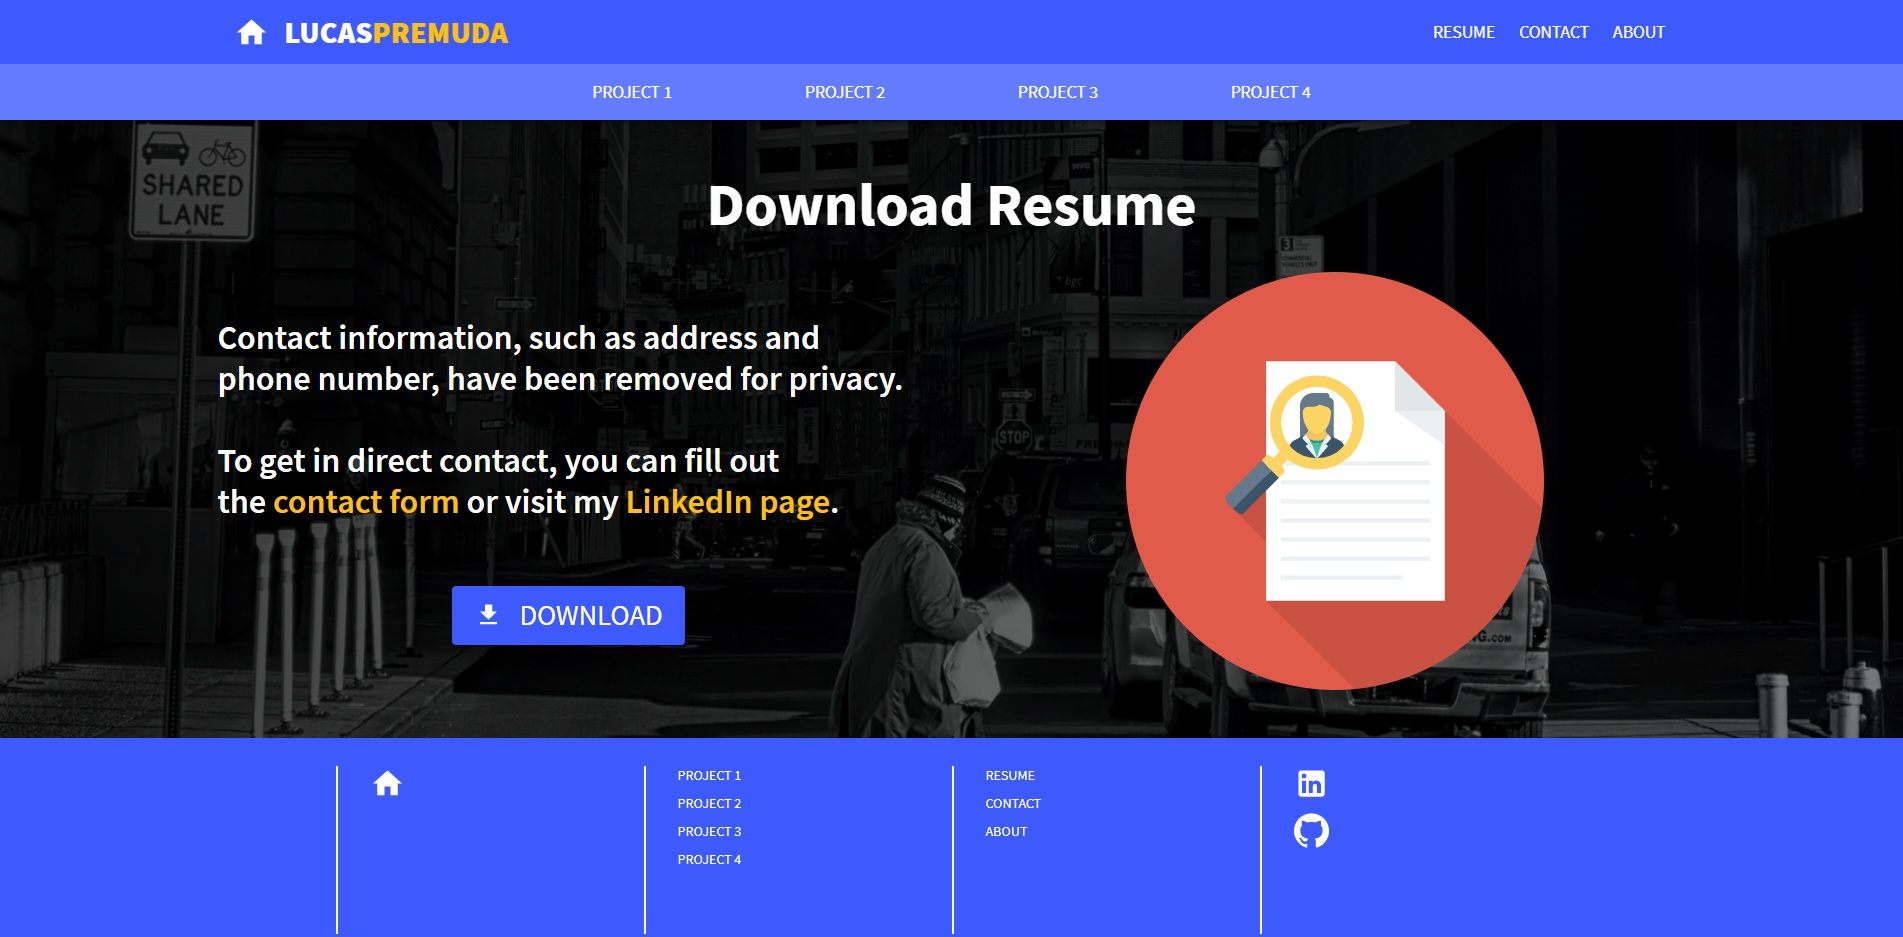 LUCASPREMUDA
RESUME CONTACT ABOUT
PROJECT 1 PROJECT 2 PROJECT 3 PROJECT 4
SHARED
LANE
Download Resume
Contact information, such as address and
phone number, have been removed for privacy.
To get in direct contact, you can fill out
the contact form or visit my LinkedIn page.
STOP
DOWNLOAD
PROJECT 1
PROJECT 2
PROJECT 3
PROJECT 4
RESUME
CONTACT
ABOUT
in